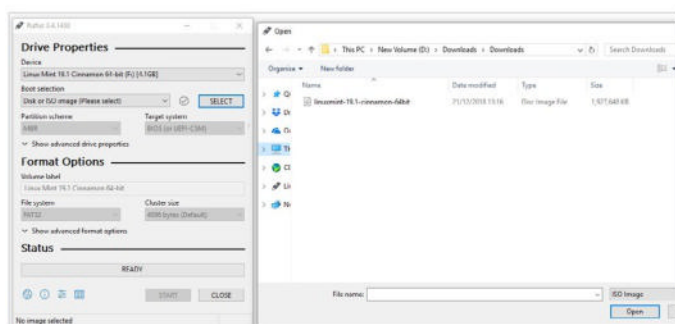 Rufus 3.4.1430
Drive Properties
Device
Linux Mint 19.1 Cinnamon 64-bit (F:) [4.1GB]
Boot selection
Disk or ISO image (Please select)
SELECT
Partition scheme
Target system
MBR
BIOS (or UEFI-CSM)
Show advanced drive properties
Format Options
Volume label
Linux Mint 19.1 Cinnamon 64-bit
File system
Cluster size
FAT32
4096 bytes (Default)
Show advanced format options
Status
READY
START
CLOSE
No image selected
Open
This PC › New Volume (D:) › Downloads › Downloads
Search Downloads
Organise
New folder
Name
Date modified
Type
Size
linuxmint-19.1-cinnamon-64bit
21/12/2018 13:16
Disc Image File
File name:
ISO Image
Open